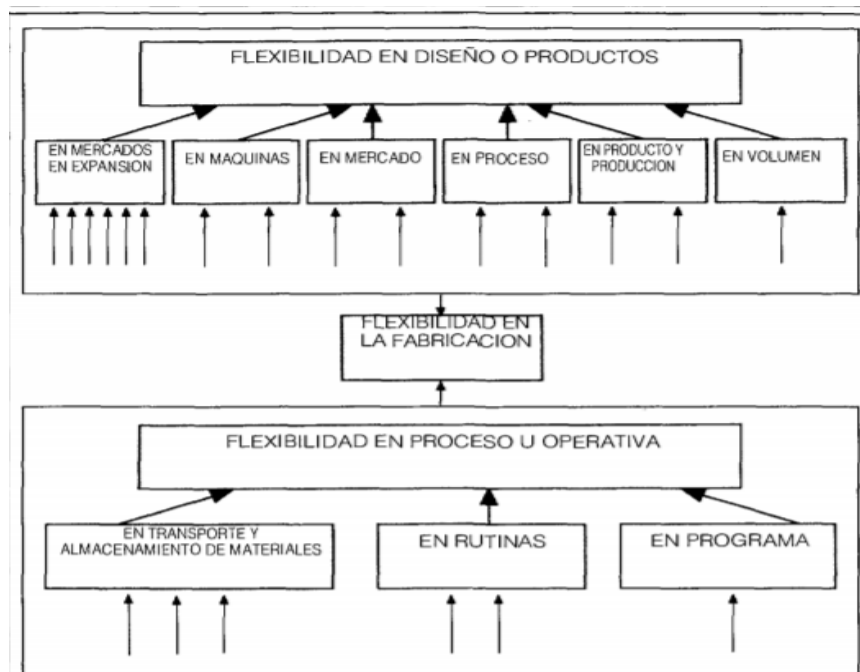 FLEXIBILIDAD EN DISEÑO O PRODUCTOS
EN MERCADOS
EN EXPANSION
EN MAQUINAS
EN MERCADO
EN PROCESO
EN PRODUCTO Y
PRODUCCION
EN VOLUMEN
FLEXIBILIDAD EN
LA FABRICACION
FLEXIBILIDAD EN PROCESO U OPERATIVA
EN TRANSPORTE Y
ALMACENAMIENTO DE MATERIALES
EN RUTINAS
EN PROGRAMA